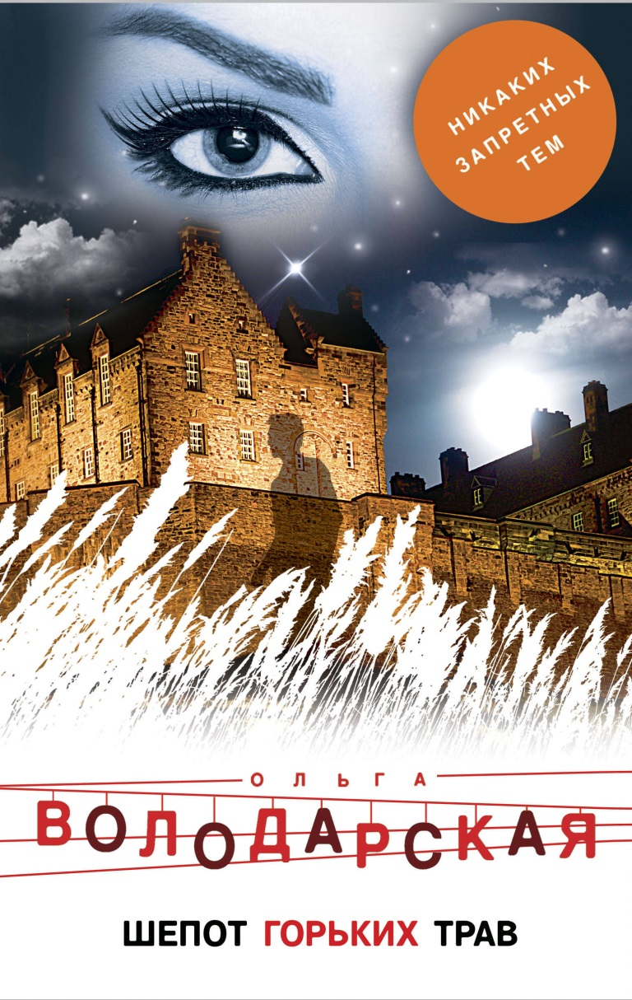 НИКАКИХ
ЗАПРЕТНЫХ
ТЕМ
ОЛЬГА
ВОЛОДАРСКАЯ
ШЕПОТ ГОРЬКИХ ТРАВ